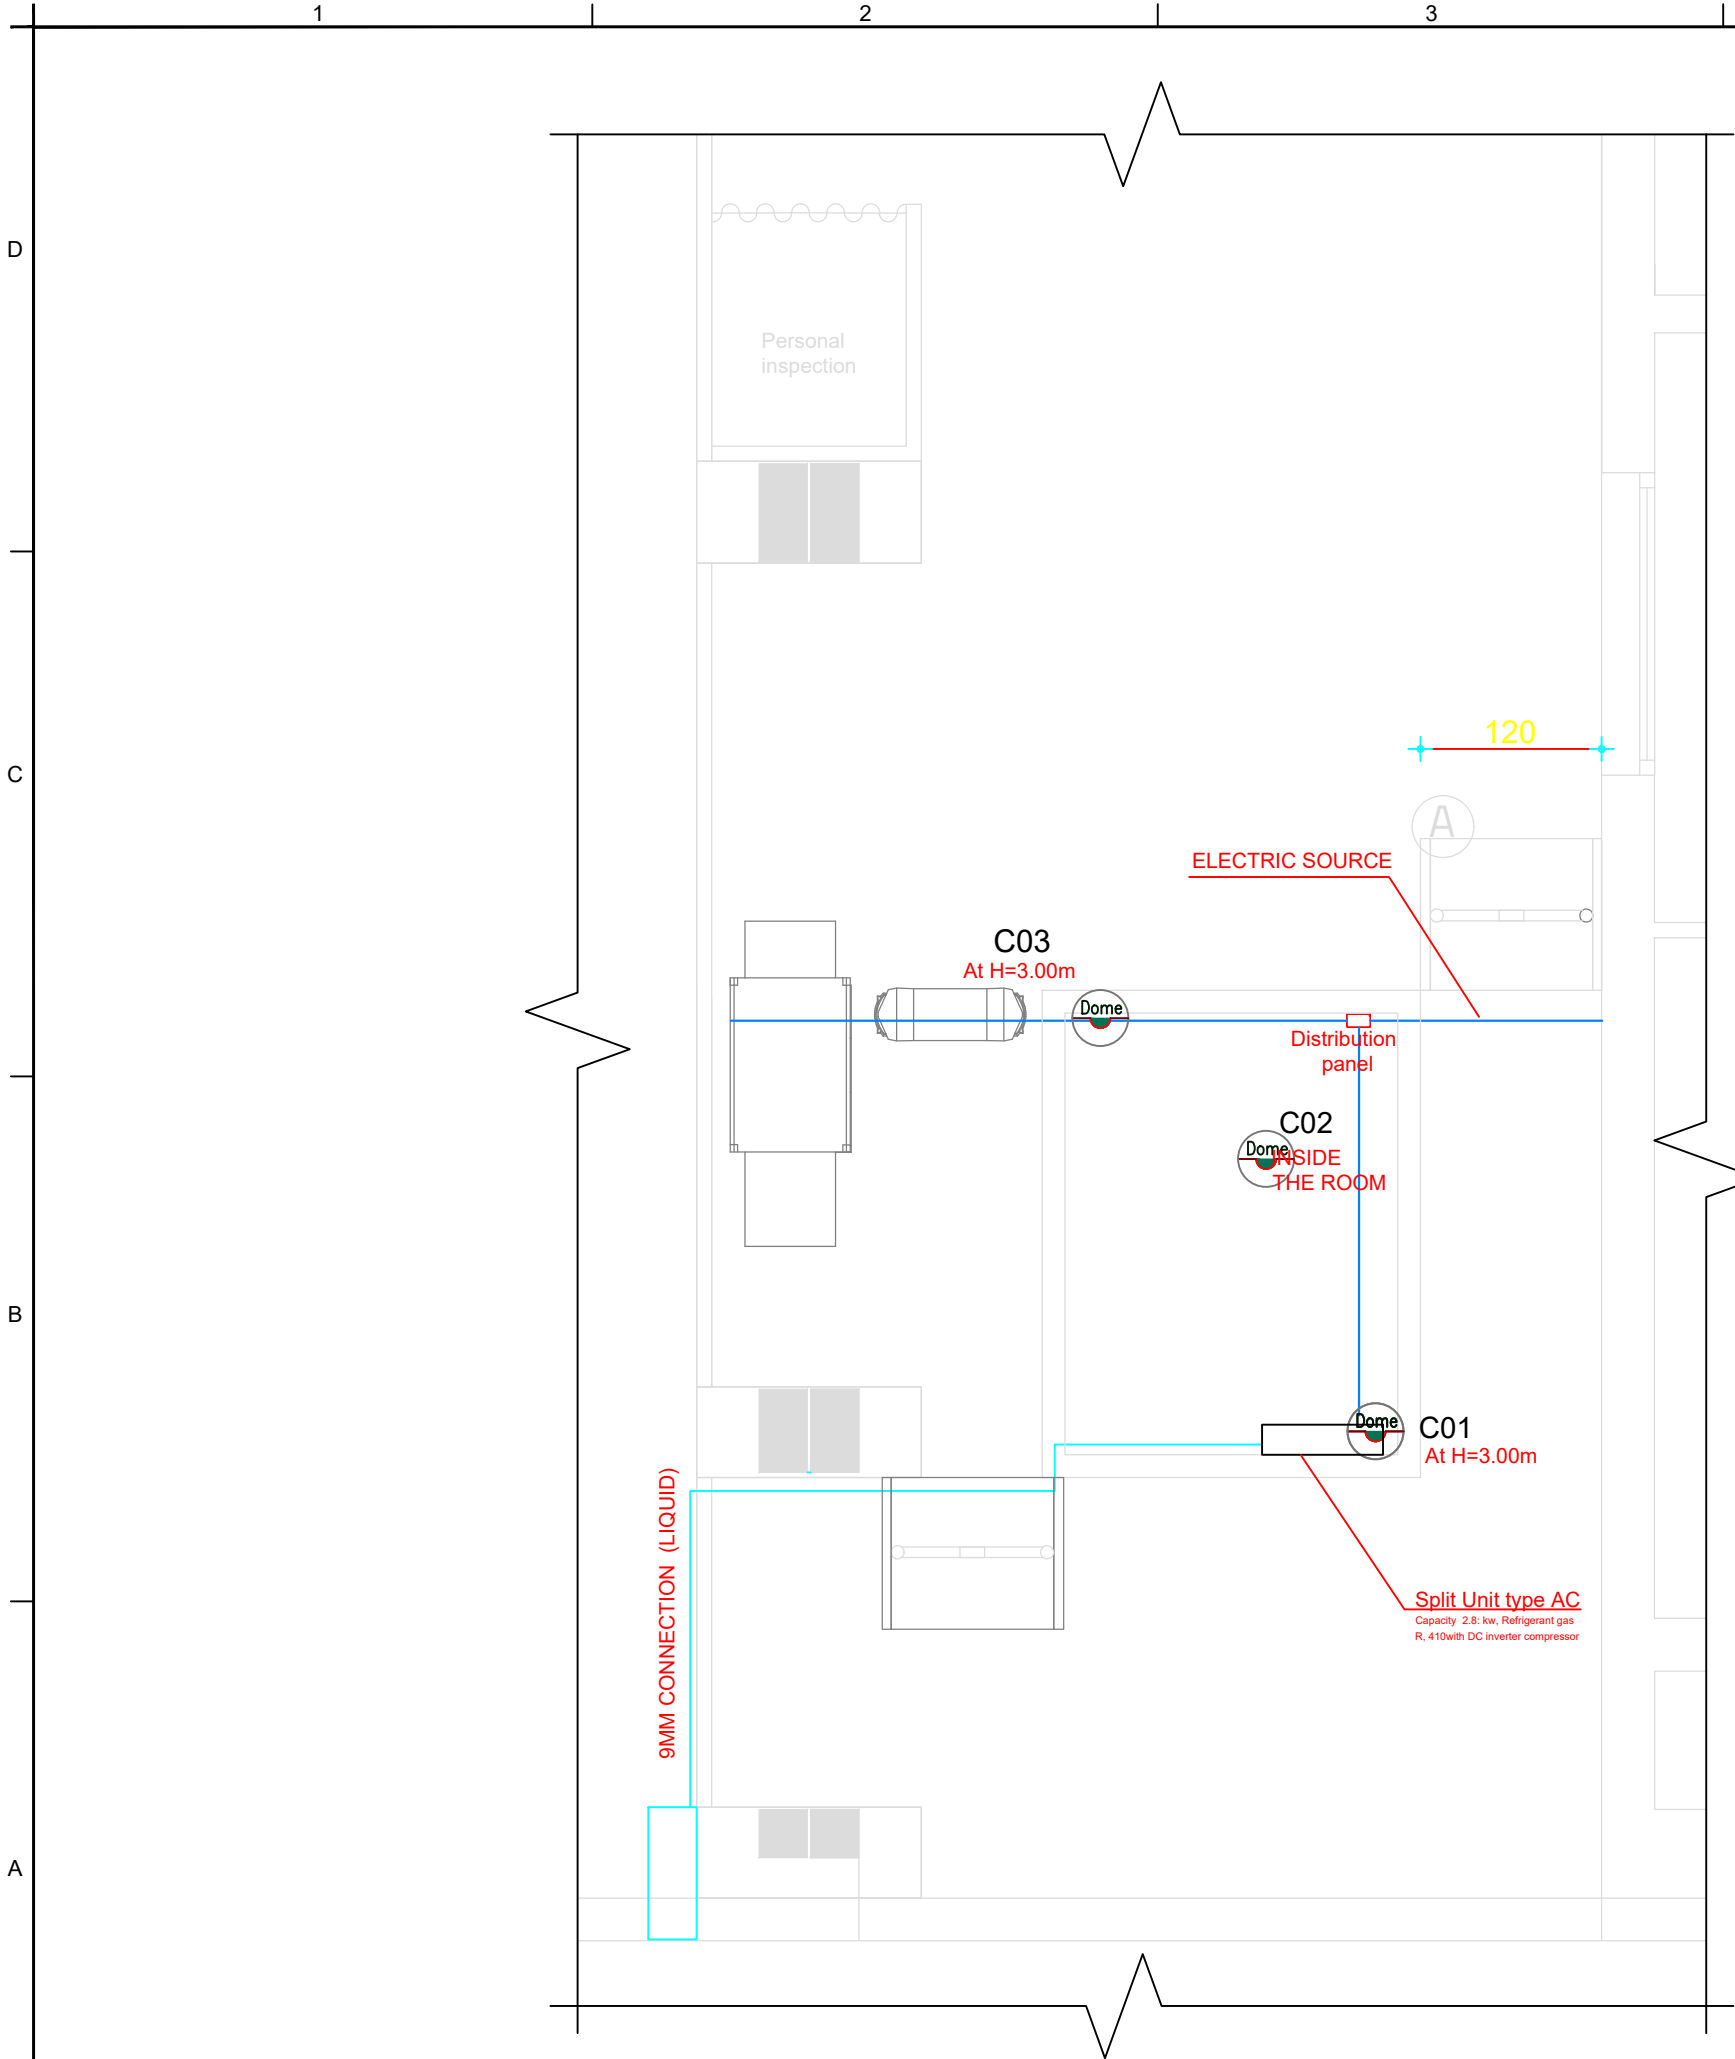 1
2
3
D
Personal
inspection
120
C
A
ELECTRIC SOURCE
C03
At H=3.00m
Dome
Distribution
panel
C02
Dome
INSIDE
THE ROOM
B
Dome
C01
At H=3.00m
9MM CONNECTION (LIQUID)
Split Unit type AC
Capacity 2.8: kw, Refrigerant gas
R, 410with DC inverter compressor
A